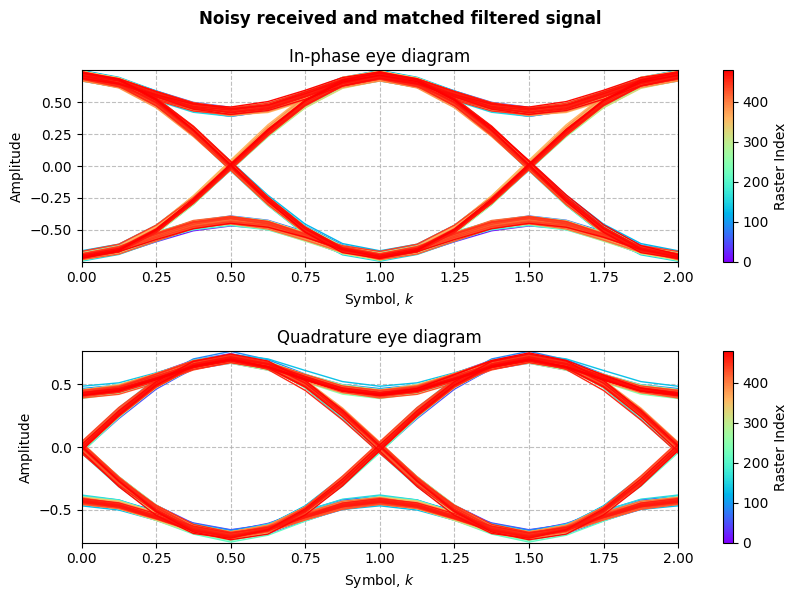 Noisy received and matched filtered signal
In-phase eye diagram
0.50
0.25
0.00
−0.25
−0.50
Amplitude
0.00 0.25 0.50 0.75 1.00 1.25 1.50 1.75 2.00
Symbol, k
400
300
200
100
0
Raster Index
Quadrature eye diagram
0.5
0.0
−0.5
Amplitude
0.00 0.25 0.50 0.75 1.00 1.25 1.50 1.75 2.00
Symbol, k
400
300
200
100
0
Raster Index